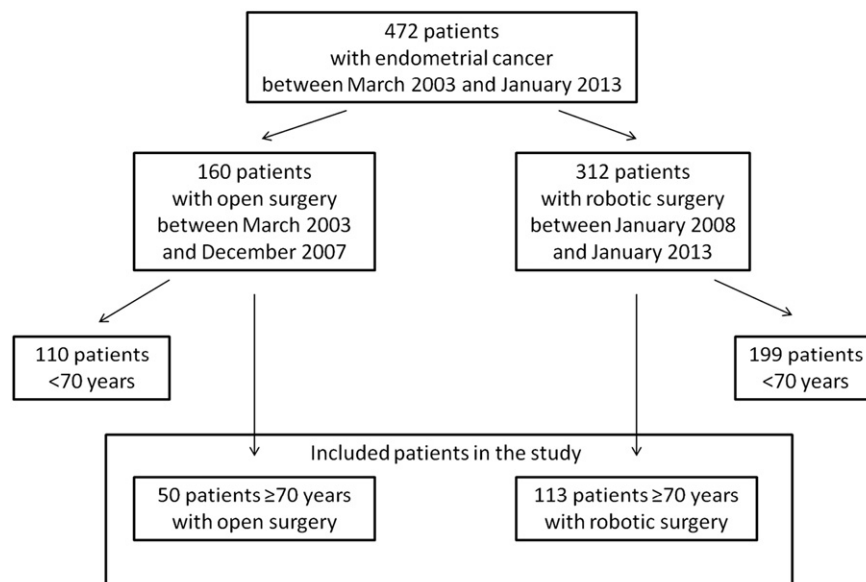 472 patients
with endometrial cancer
between March 2003 and January 2013
160 patients
with open surgery
between March 2003
and December 2007
312 patients
with robotic surgery
between January 2008
and January 2013
110 patients
<70 years
199 patients
<70 years
Included patients in the study
50 patients ≥70 years
with open surgery
113 patients ≥70 years
with robotic surgery